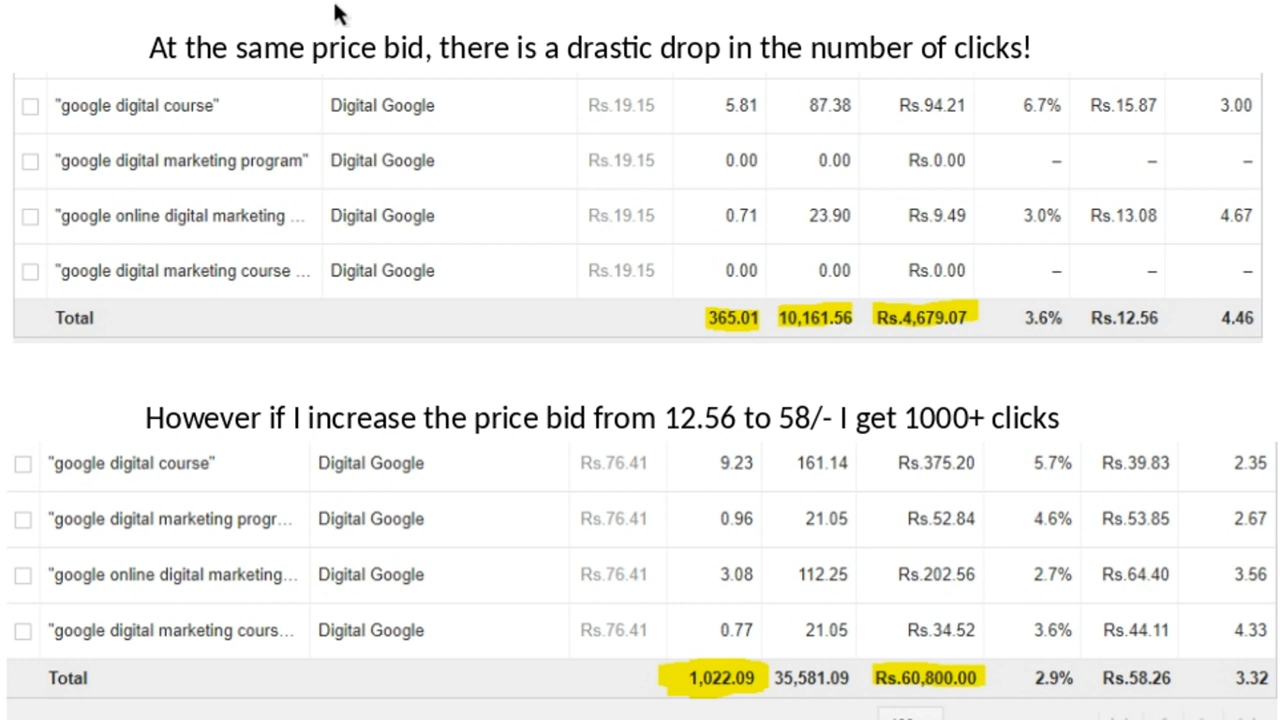 At the same price bid, there is a drastic drop in the number of clicks!
"google digital course" Digital Google Rs.19.15 5.81 87.38 Rs.94.21 6.7% Rs.15.87 3.00
"google digital marketing program" Digital Google Rs.19.15 0.00 0.00 Rs.0.00 – – –
"google online digital marketing ... Digital Google Rs.19.15 0.71 23.90 Rs.9.49 3.0% Rs.13.08 4.67
"google digital marketing course ... Digital Google Rs.19.15 0.00 0.00 Rs.0.00 – – –
Total 365.01 10,161.56 Rs.4,679.07 3.6% Rs.12.56 4.46
However if I increase the price bid from 12.56 to 58/- I get 1000+ clicks
"google digital course" Digital Google Rs.76.41 9.23 161.14 Rs.375.20 5.7% Rs.39.83 2.35
"google digital marketing progr... Digital Google Rs.76.41 0.96 21.05 Rs.52.84 4.6% Rs.53.85 2.67
"google online digital marketing... Digital Google Rs.76.41 3.08 112.25 Rs.202.56 2.7% Rs.64.40 3.56
"google digital marketing cours... Digital Google Rs.76.41 0.77 21.05 Rs.34.52 3.6% Rs.44.11 4.33
Total 1,022.09 35,581.09 Rs.60,800.00 2.9% Rs.58.26 3.32